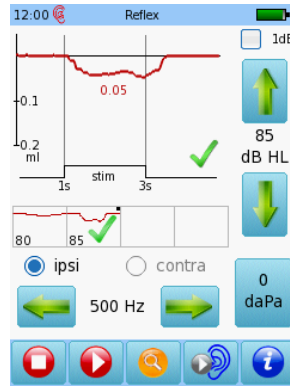 12:00 Reflex
1dB
-0.1
0.05
-0.2
ml
85
dB HL
stim
1s 3s
80 85
ipsi contra
0
daPa
500 Hz
i